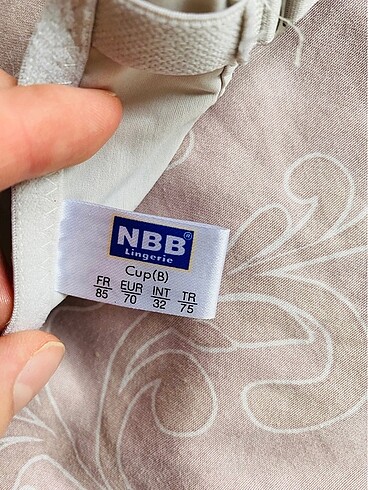 NBB®
Lingerie
Cup(B)
FR EUR INT TR
85 70 32 75